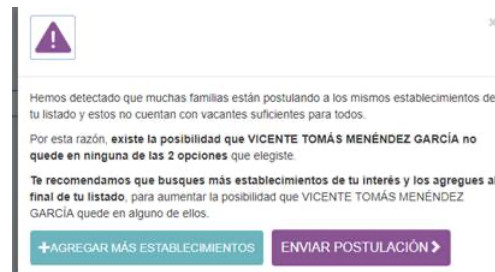 Hemos detectado que muchas familias están postulando a los mismos establecimientos de
tu listado y estos no cuentan con vacantes suficientes para todos.
Por esta razón, existe la posibilidad que VICENTE TOMÁS MENÉNDEZ GARCÍA no
quede en ninguna de las 2 opciones que elegiste.
Te recomendamos que busques más establecimientos de tu interés y los agregues al
final de tu listado, para aumentar la posibilidad que VICENTE TOMÁS MENÉNDEZ
GARCÍA quede en alguno de ellos.
+AGREGAR MÁS ESTABLECIMIENTOS ENVIAR POSTULACIÓN >